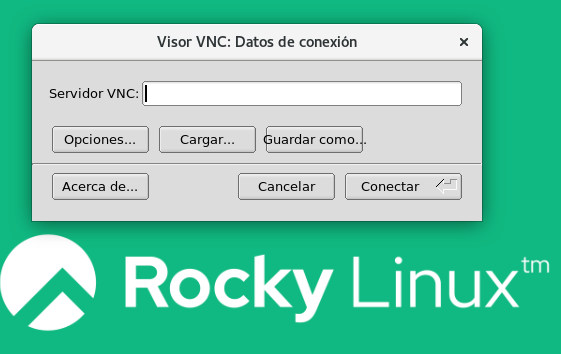 Visor VNC: Datos de conexión
Servidor VNC:
Opciones... Cargar... Guardar como...
Acerca de... Cancelar Conectar
Rocky Linux™